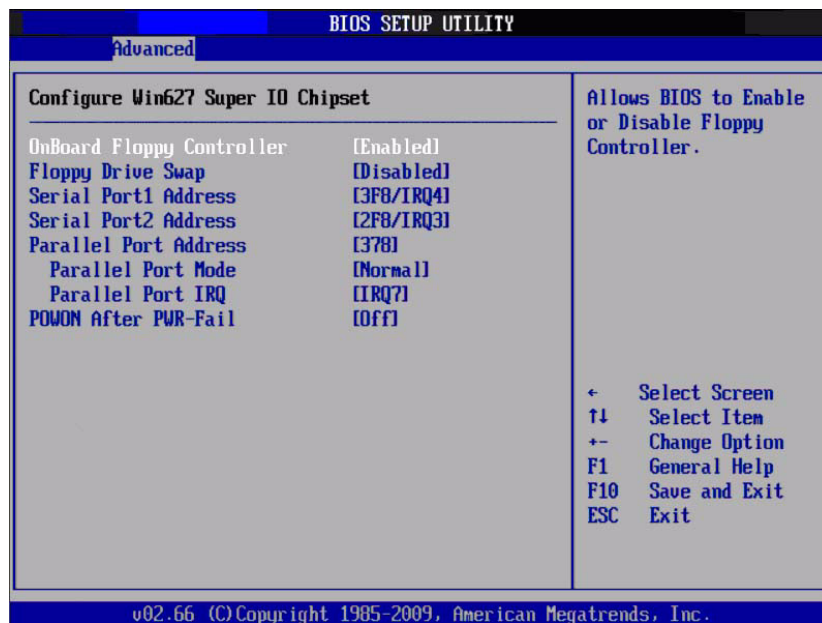 BIOS SETUP UTILITY
Advanced
Configure Win627 Super IO Chipset
OnBoard Floppy Controller [Enabled]
Floppy Drive Swap [Disabled]
Serial Port1 Address [3F8/IRQ4]
Serial Port2 Address [2F8/IRQ3]
Parallel Port Address [378]
Parallel Port Mode [Normal]
Parallel Port IRQ [IRQ7]
POWON After PWR-Fail [Off]
Allows BIOS to Enable
or Disable Floppy
Controller.
← Select Screen
↑↓ Select Item
+- Change Option
F1 General Help
F10 Save and Exit
ESC Exit
v02.66 (C)Copyright 1985-2009, American Megatrends, Inc.